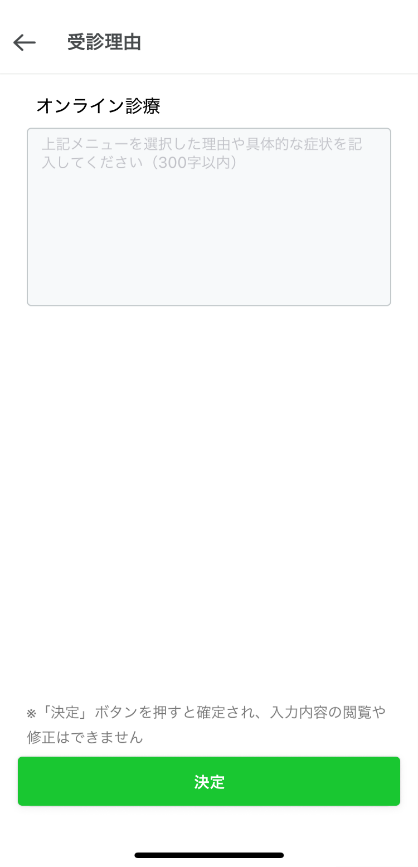 受診理由
オンライン診療
上記メニューを選択した理由や具体的な症状を記
入してください（300字以内）
※「決定」ボタンを押すと確定され、入力内容の閲覧や
修正はできません
決定